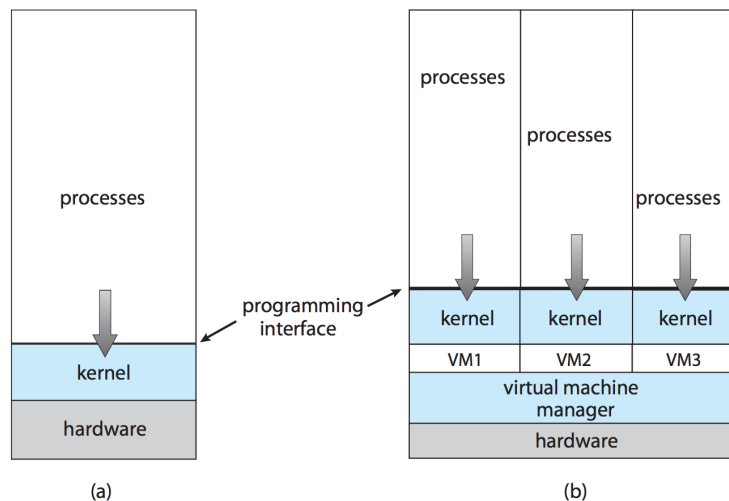 processes
kernel
hardware
(a)
programming
interface
processes
processes
processes
kernel
kernel
kernel
VM1
VM2
VM3
virtual machine
manager
hardware
(b)